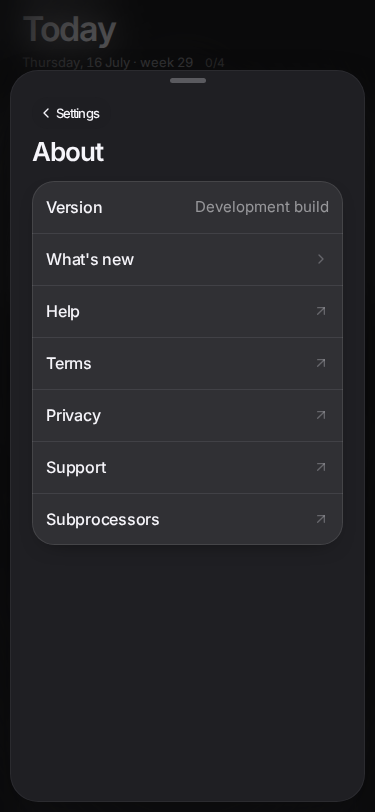 Today
Thursday, 16 July · week 29 0/4
Settings
About
Version Development build
What's new
Help
Terms
Privacy
Support
Subprocessors